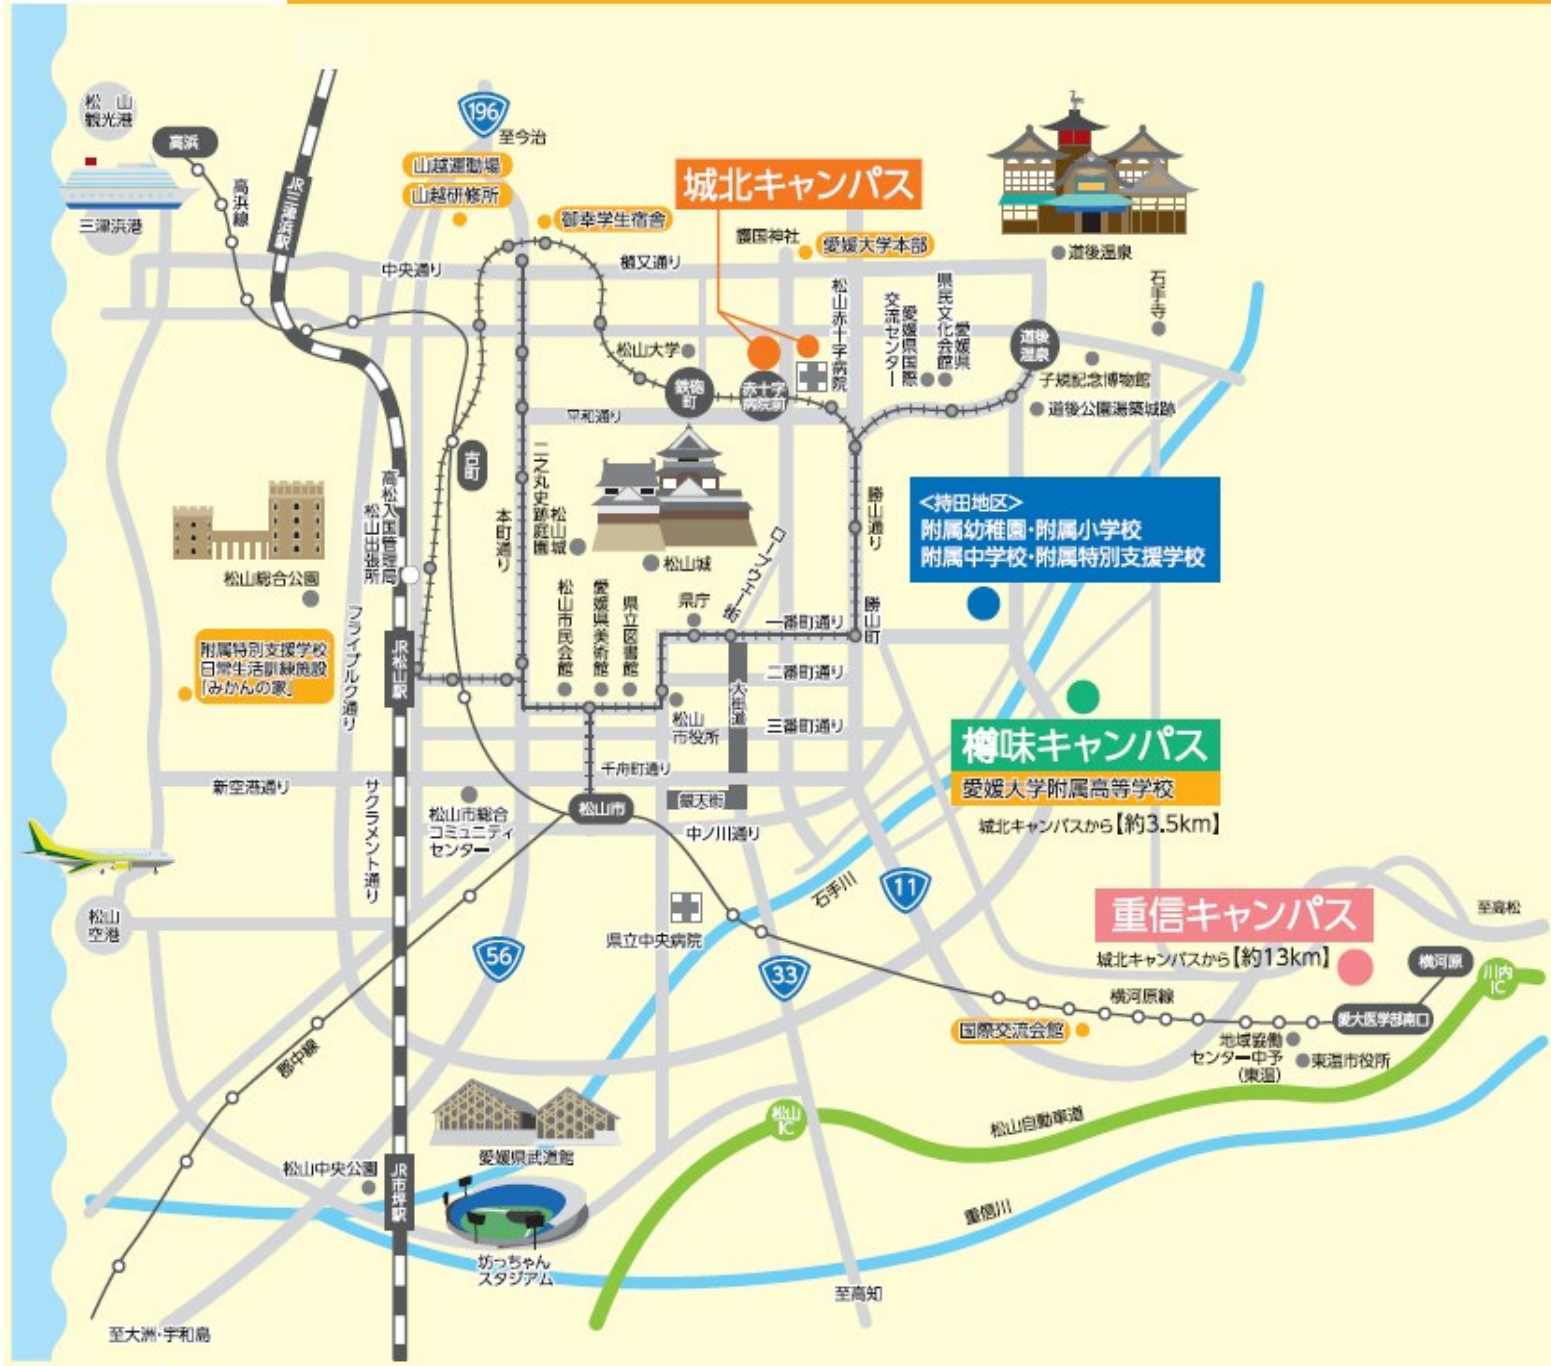 松山
観光港
高浜
三津浜港
高浜線
JR三津浜駅
196
至今治
山越運動場
山越研修所
御幸学生宿舎
城北キャンパス
護国神社
愛媛大学本部
道後温泉
石手寺
中央通り
樋又通り
松山赤十字病院
愛媛県国際
交流センター
愛媛県
県民文化会館
道後
温泉
子規記念博物館
道後公園湯築城跡
松山大学
鉄砲
町
赤十字
病院前
平和通り
古町
高松入国管理局
松山出張所
本町通り
二之丸史跡庭園
松山城
松山城
ロープウェー街
勝山通り
<持田地区>
附属幼稚園・附属小学校
附属中学校・附属特別支援学校
松山総合公園
フライブルク通り
附属特別支援学校
日常生活訓練施設
「みかんの家」
JR松山駅
松山市民会館
愛媛県美術館
県立図書館
県庁
一番町通り
勝山町
二番町通り
大街道
松山
市役所
三番町通り
樽味キャンパス
愛媛大学附属高等学校
城北キャンパスから【約3.5km】
新空港通り
サクラメント通り
千舟町通り
松山市
銀天街
中ノ川通り
松山市総合
コミュニティ
センター
石手川
11
松山
空港
県立中央病院
56
33
重信キャンパス
城北キャンパスから【約13km】
至高松
横河原
川内
IC
横河原線
愛大医学部南口
国際交流会館
地域協働
センター中予
(東温)
東温市役所
郡中線
松山
IC
松山自動車道
愛媛県武道館
松山中央公園
JR市坪駅
重信川
坊っちゃん
スタジアム
至高知
至大洲・宇和島